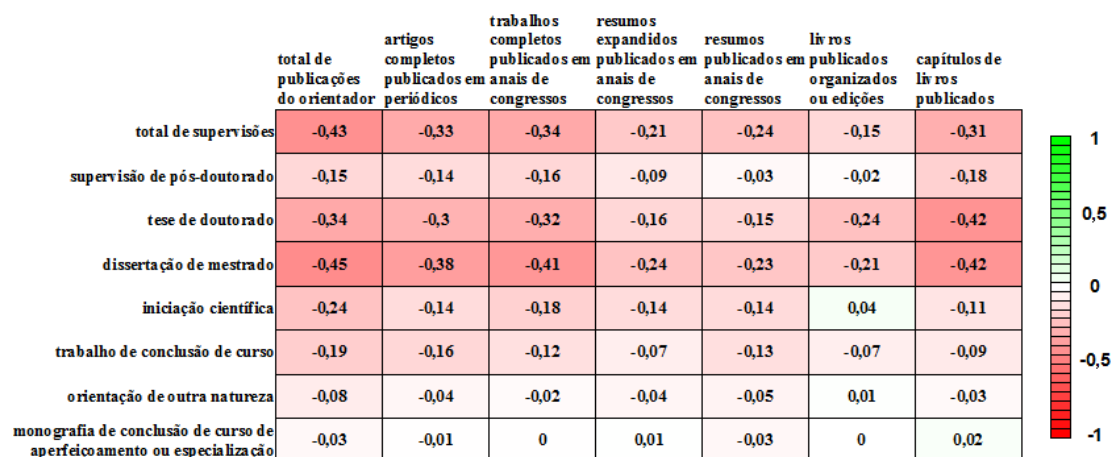 total de publicações do orientador
artigos completos publicados em periódicos
trabalhos completos publicados em anais de congressos
resumos expandidos publicados em anais de congressos
resumos publicados em anais de congressos
livros publicados organizados ou edições
capítulos de livros publicados
total de supervisões -0,43 -0,33 -0,34 -0,21 -0,24 -0,15 -0,31
supervisão de pós-doutorado -0,15 -0,14 -0,16 -0,09 -0,03 -0,02 -0,18
tese de doutorado -0,34 -0,3 -0,32 -0,16 -0,15 -0,24 -0,42
dissertação de mestrado -0,45 -0,38 -0,41 -0,24 -0,23 -0,21 -0,42
iniciação científica -0,24 -0,14 -0,18 -0,14 -0,14 0,04 -0,11
trabalho de conclusão de curso -0,19 -0,16 -0,12 -0,07 -0,13 -0,07 -0,09
orientação de outra natureza -0,08 -0,04 -0,02 -0,04 -0,05 0,01 -0,03
monografia de conclusão de curso de
aperfeiçoamento ou especialização -0,03 -0,01 0 0,01 -0,03 0 0,02
1
0,5
0
-0,5
-1